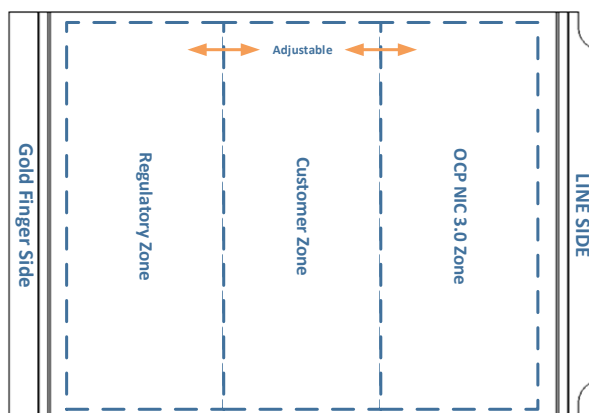 Adjustable
Gold Finger Side
Regulatory Zone
Customer Zone
OCP NIC 3.0 Zone
LINE SIDE